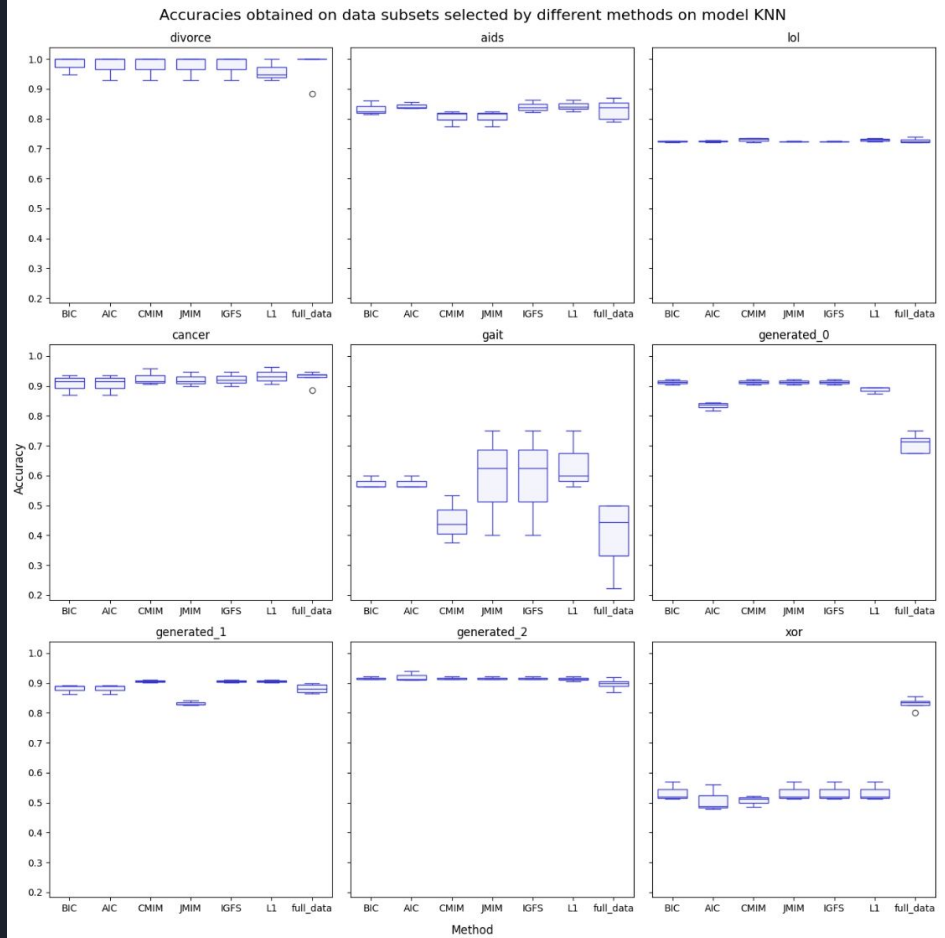 Accuracies obtained on data subsets selected by different methods on model KNN
divorce
aids
lol
1.0
0.9
0.8
0.7
0.6
0.5
0.4
0.3
0.2
BIC AIC CMIM JMIM IGFS L1 full_data
BIC AIC CMIM JMIM IGFS L1 full_data
BIC AIC CMIM JMIM IGFS L1 full_data
cancer
gait
generated_0
1.0
0.9
0.8
0.7
0.6
0.5
0.4
0.3
0.2
Accuracy
BIC AIC CMIM JMIM IGFS L1 full_data
BIC AIC CMIM JMIM IGFS L1 full_data
BIC AIC CMIM JMIM IGFS L1 full_data
generated_1
generated_2
xor
1.0
0.9
0.8
0.7
0.6
0.5
0.4
0.3
0.2
BIC AIC CMIM JMIM IGFS L1 full_data
BIC AIC CMIM JMIM IGFS L1 full_data
BIC AIC CMIM JMIM IGFS L1 full_data
Method